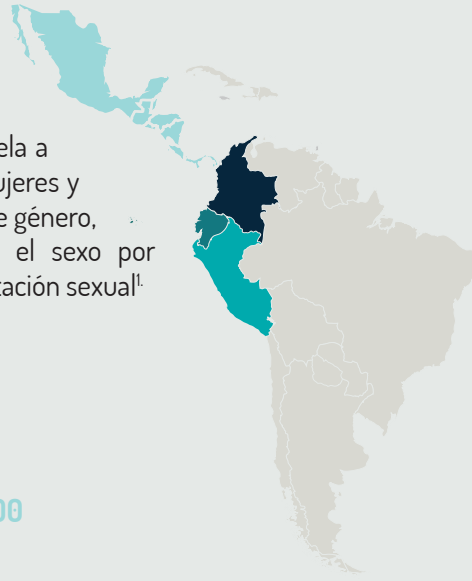 ela a
ujeres y
e género,
el sexo por
tación sexual¹.
00